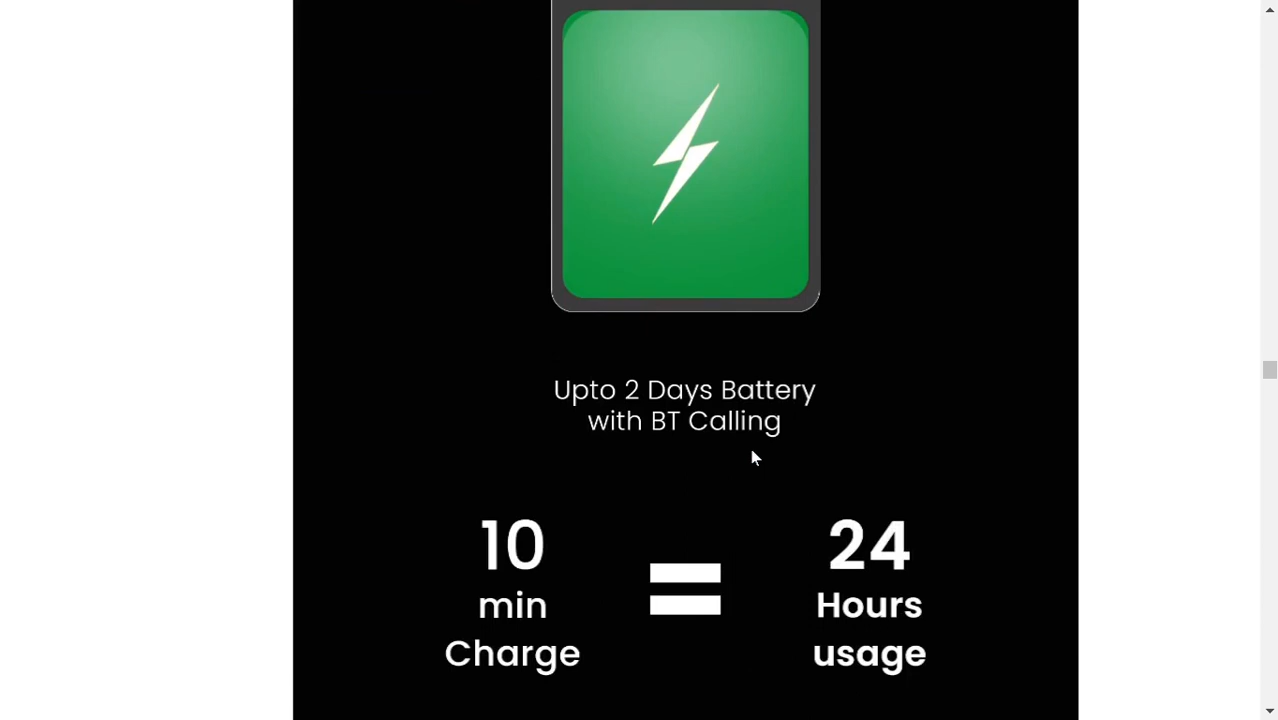 Upto 2 Days Battery
with BT Calling
10
min
Charge
=
24
Hours
usage